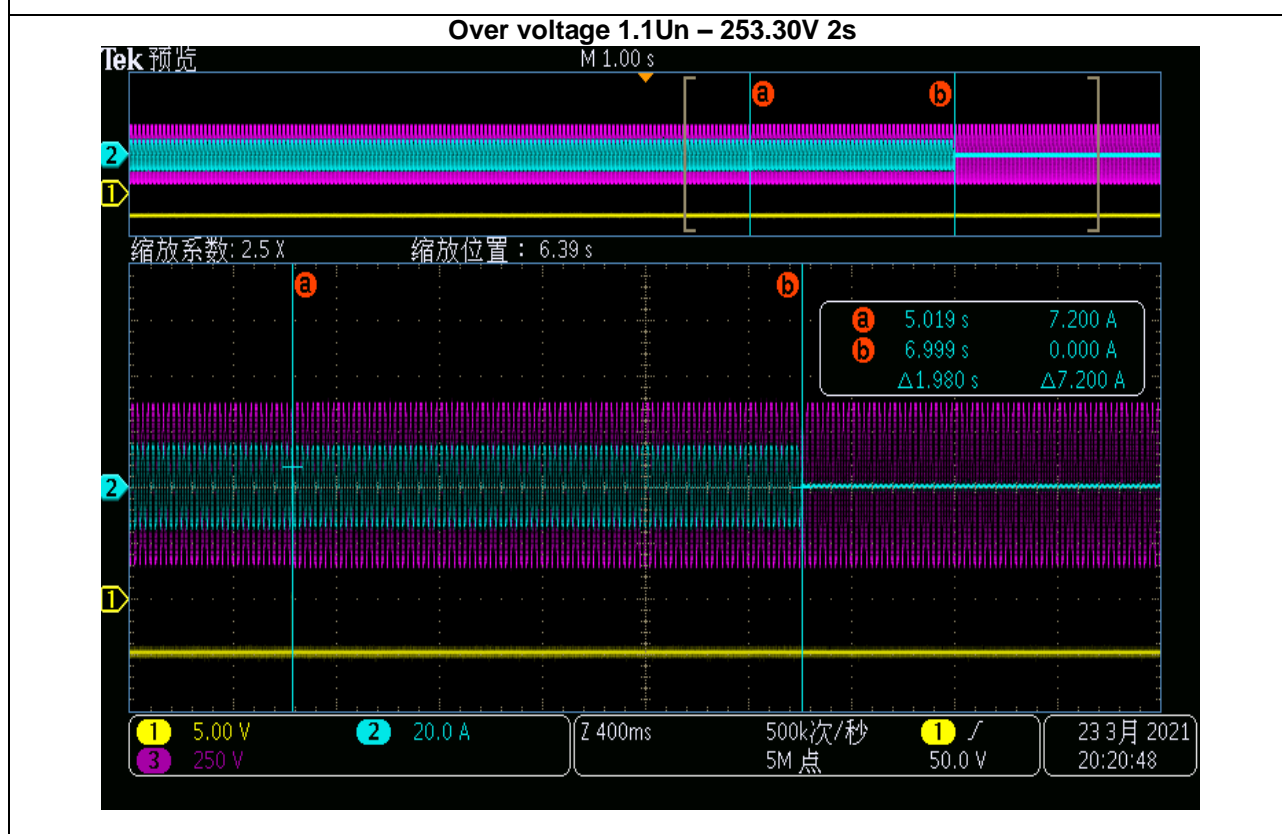 Over voltage 1.1Un – 253.30V 2s
Tek 预览 M 1.00 s
a b
2
1
缩放系数: 2.5 X 缩放位置： 6.39 s
a b
a 5.019 s 7.200 A
b 6.999 s 0.000 A
△1.980 s △7.200 A
2
1
1 5.00 V 2 20.0 A Z 400ms 500k次/秒 1 / 23 3月 2021
3 250 V 5M 点 50.0 V 20:20:48